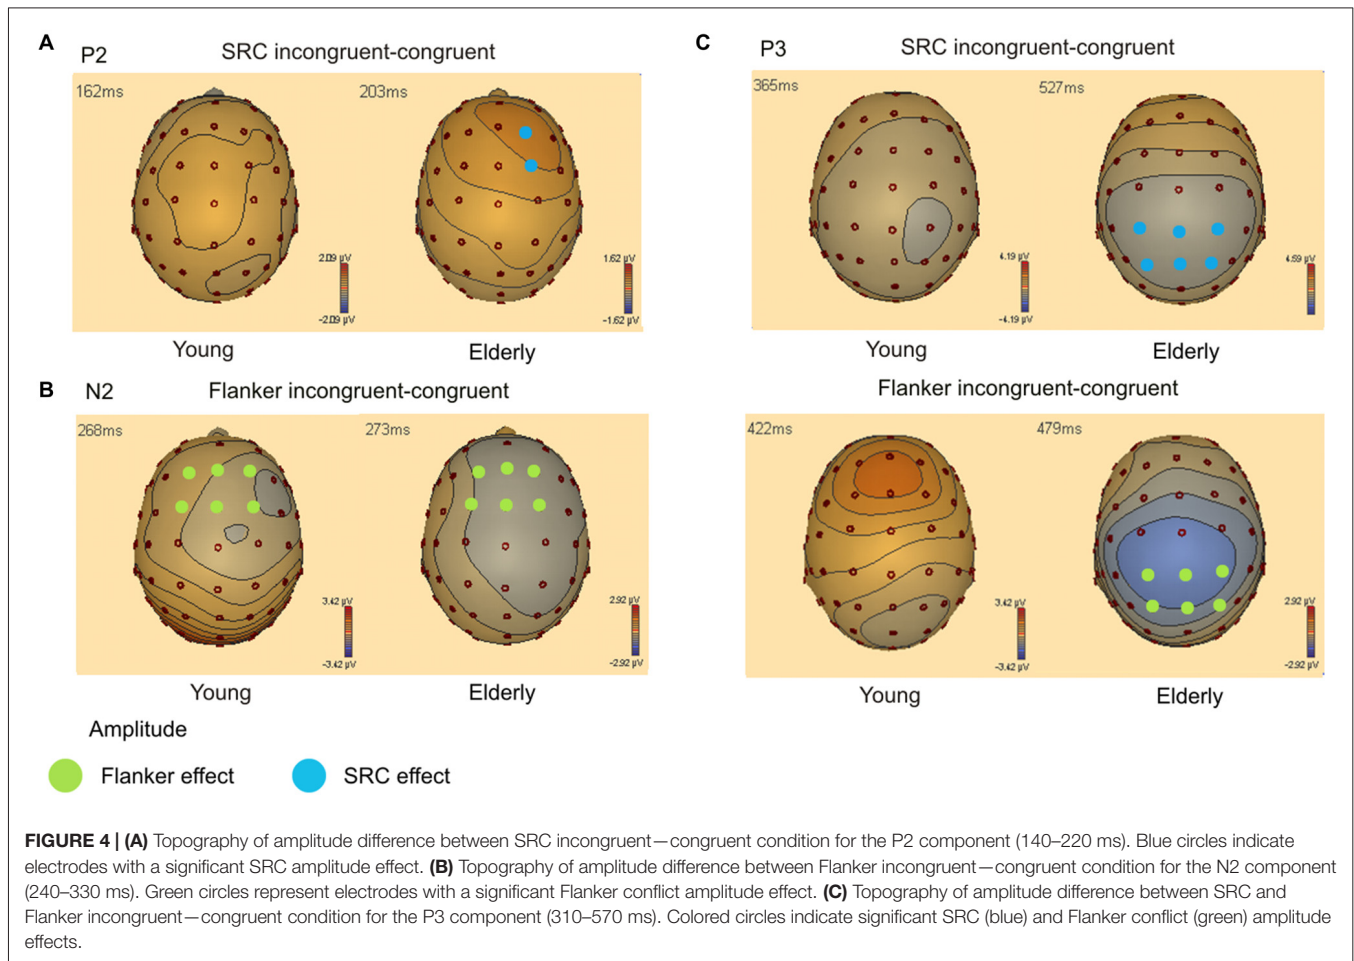 A
P2
SRC incongruent-congruent
162ms
203ms
2.09 µV
-2.09 µV
1.62 µV
-1.62 µV
Young
Elderly
B
N2
Flanker incongruent-congruent
268ms
273ms
3.42 µV
-3.42 µV
2.92 µV
-2.92 µV
Young
Elderly
C
P3
SRC incongruent-congruent
365ms
527ms
4.19 µV
-4.19 µV
4.59 µV
Young
Elderly
Flanker incongruent-congruent
422ms
479ms
3.42 µV
-3.42 µV
2.92 µV
-2.92 µV
Young
Elderly
Amplitude
Flanker effect
SRC effect
FIGURE 4 | (A) Topography of amplitude difference between SRC incongruent—congruent condition for the P2 component (140–220 ms). Blue circles indicate
electrodes with a significant SRC amplitude effect. (B) Topography of amplitude difference between Flanker incongruent—congruent condition for the N2 component
(240–330 ms). Green circles represent electrodes with a significant Flanker conflict amplitude effect. (C) Topography of amplitude difference between SRC and
Flanker incongruent—congruent condition for the P3 component (310–570 ms). Colored circles indicate significant SRC (blue) and Flanker conflict (green) amplitude
effects.